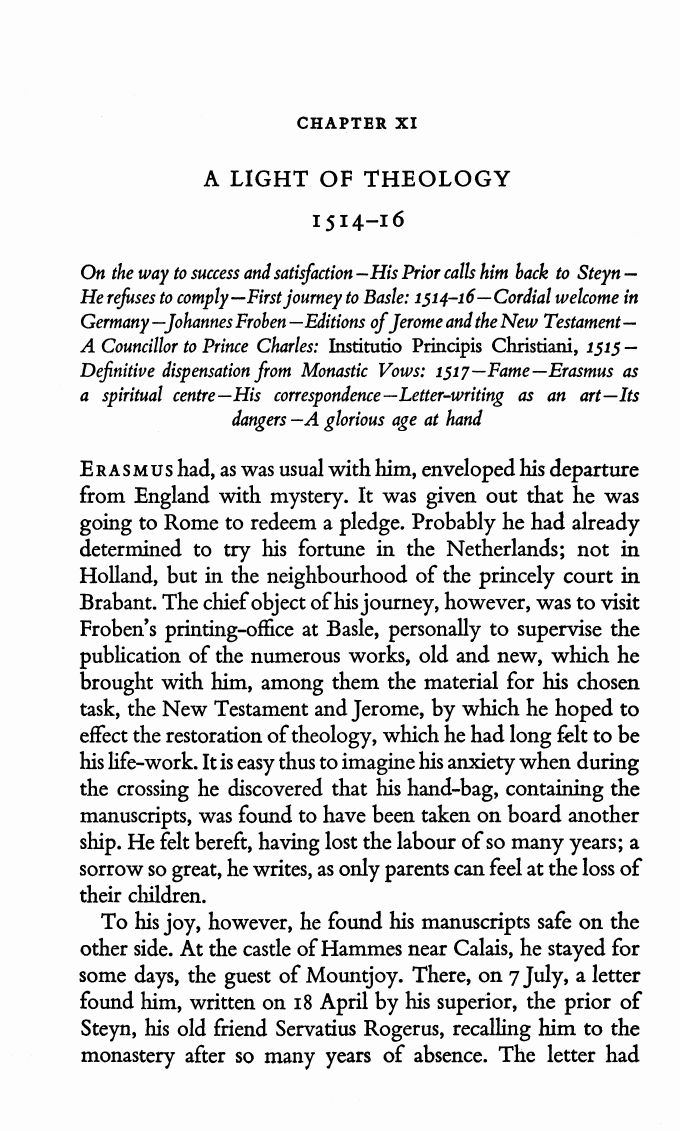 CHAPTER XI
A LIGHT OF THEOLOGY
1514–16
On the way to success and satisfaction—His Prior calls him back to Steyn—
He refuses to comply—First journey to Basle: 1514–16—Cordial welcome in
Germany—Johannes Froben—Editions of Jerome and the New Testament—
A Councillor to Prince Charles: Institutio Principis Christiani, 1515—
Definitive dispensation from Monastic Vows: 1517—Fame—Erasmus as
a spiritual centre—His correspondence—Letter-writing as an art—Its
dangers—A glorious age at hand
ERASMUS had, as was usual with him, enveloped his departure
from England with mystery. It was given out that he was
going to Rome to redeem a pledge. Probably he had already
determined to try his fortune in the Netherlands; not in
Holland, but in the neighbourhood of the princely court in
Brabant. The chief object of his journey, however, was to visit
Froben's printing-office at Basle, personally to supervise the
publication of the numerous works, old and new, which he
brought with him, among them the material for his chosen
task, the New Testament and Jerome, by which he hoped to
effect the restoration of theology, which he had long felt to be
his life-work. It is easy thus to imagine his anxiety when during
the crossing he discovered that his hand-bag, containing the
manuscripts, was found to have been taken on board another
ship. He felt bereft, having lost the labour of so many years; a
sorrow so great, he writes, as only parents can feel at the loss of
their children.
To his joy, however, he found his manuscripts safe on the
other side. At the castle of Hammes near Calais, he stayed for
some days, the guest of Mountjoy. There, on 7 July, a letter
found him, written on 18 April by his superior, the prior of
Steyn, his old friend Servatius Rogerus, recalling him to the
monastery after so many years of absence. The letter had